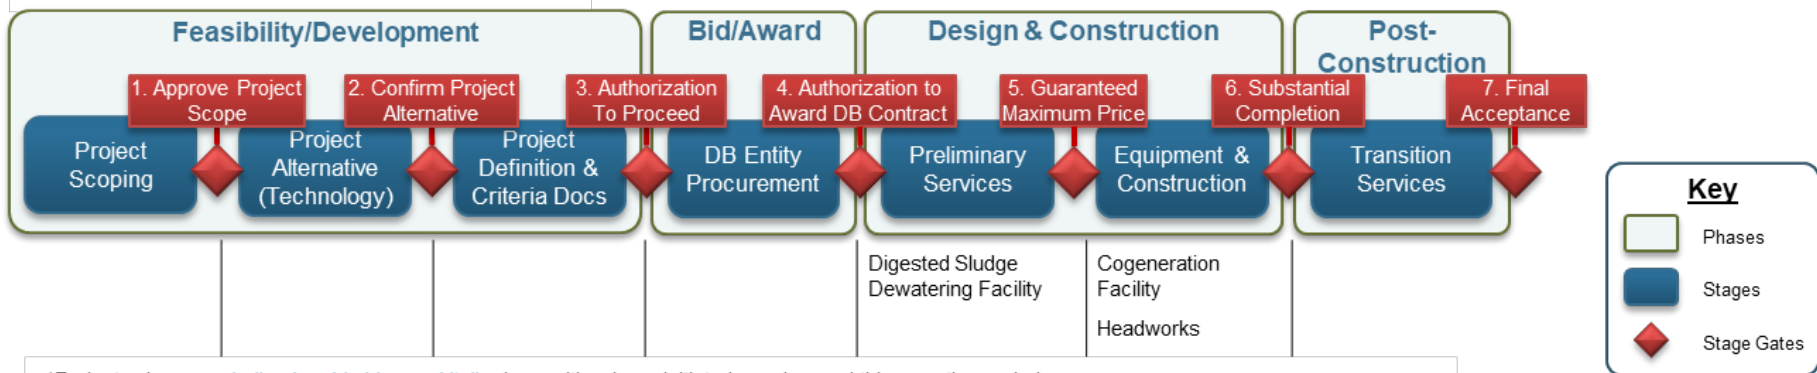 Feasibility/Development
Bid/Award
Design & Construction
Post-
Construction
1. Approve Project
Scope
2. Confirm Project
Alternative
3. Authorization
To Proceed
4. Authorization to
Award DB Contract
5. Guaranteed
Maximum Price
6. Substantial
Completion
7. Final
Acceptance
Project
Scoping
Project
Alternative
(Technology)
Project
Definition &
Criteria Docs
DB Entity
Procurement
Preliminary
Services
Equipment &
Construction
Transition
Services
Digested Sludge
Dewatering Facility
Cogeneration
Facility
Headworks
Key
Phases
Stages
Stage Gates